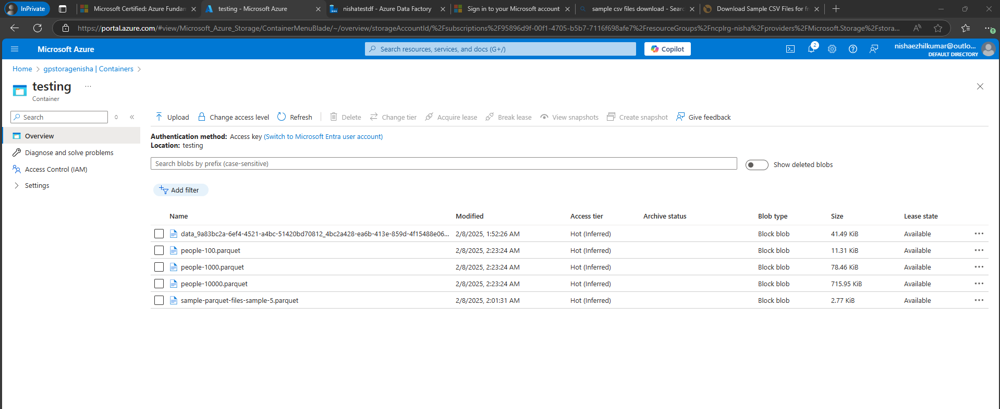 InPrivate
Microsoft Certified: Azure Fundam
testing - Microsoft Azure
nishatestdf - Azure Data Factory
Sign in to your Microsoft account
sample csv files download - Searc
Download Sample CSV Files for fr
https://portal.azure.com/#view/Microsoft_Azure_Storage/ContainerMenuBlade/~/overview/storageAccountId/%2Fsubscriptions%2F95896d9f-00f1-4705-b5b7-7116f698afe7%2FresourceGroups%2Fncplrg-nisha%2Fproviders%2FMicrosoft.Storage%2Fstora...
Microsoft Azure
Search resources, services, and docs (G+/)
Copilot
2
nishaezhilkumar@outlo...
DEFAULT DIRECTORY
Home > gpstoragenisha | Containers >
testing ...
Container
Search
Overview
Diagnose and solve problems
Access Control (IAM)
Settings
Upload Change access level Refresh Delete Change tier Acquire lease Break lease View snapshots Create snapshot Give feedback
Authentication method: Access key (Switch to Microsoft Entra user account)
Location: testing
Search blobs by prefix (case-sensitive)
Show deleted blobs
Add filter
Name Modified Access tier Archive status Blob type Size Lease state
data_9a83bc2a-6ef4-4521-a4bc-51420bd70812_4bc2a428-ea6b-413e-859d-4f15488e06... 2/8/2025, 1:52:26 AM Hot (Inferred) Block blob 41.49 KiB Available
people-100.parquet 2/8/2025, 2:23:24 AM Hot (Inferred) Block blob 11.31 KiB Available
people-1000.parquet 2/8/2025, 2:23:24 AM Hot (Inferred) Block blob 78.46 KiB Available
people-10000.parquet 2/8/2025, 2:23:24 AM Hot (Inferred) Block blob 715.95 KiB Available
sample-parquet-files-sample-5.parquet 2/8/2025, 2:01:31 AM Hot (Inferred) Block blob 2.77 KiB Available